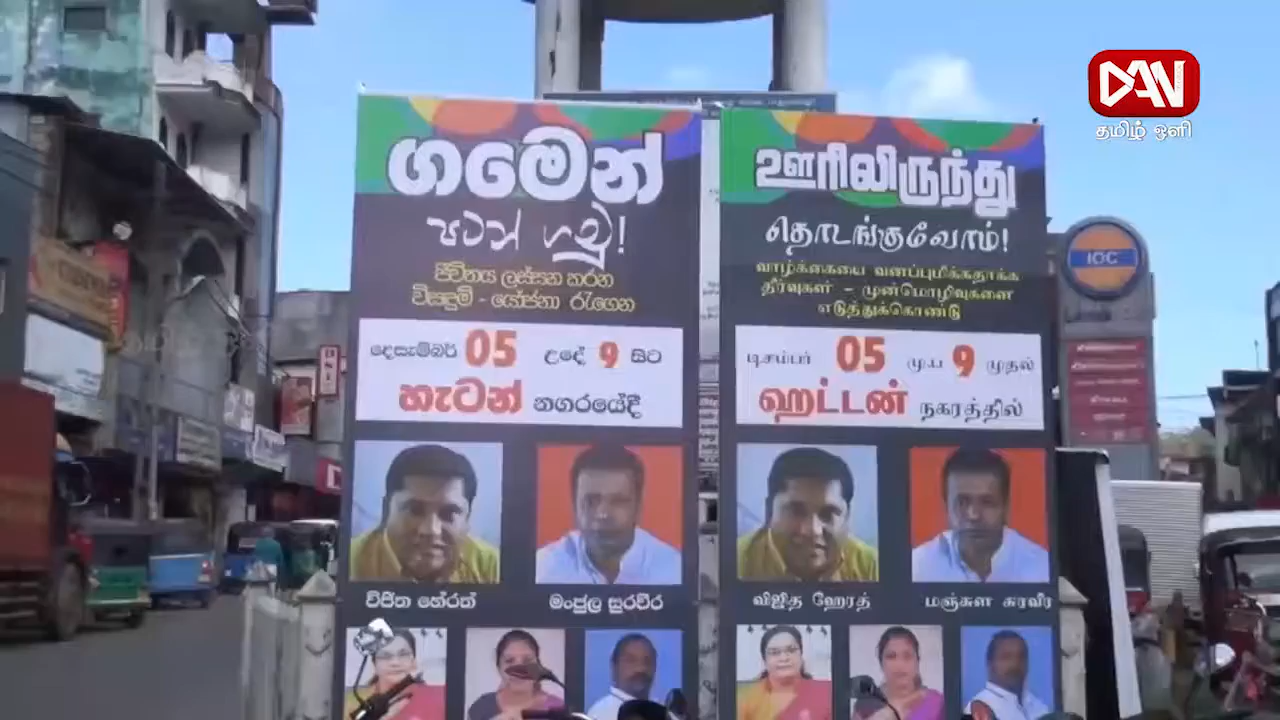 DAN
தமிழ் ஒளி
ගමෙන්
පටන් ගමු!
ජීවිතය ලස්සන කරන
විසඳුම් - යෝජනා රැගෙන
දෙසැම්බර් 05 උදේ 9 සිට
හැටන් නගරයේදී
විජිත හේරත්
මංජුල සුරවීර
ஊரிலிருந்து
தொடங்குவோம்!
வாழ்க்கையை வனப்புமிக்கதாக்க
தீர்வுகள் - முன்மொழிவுகளை
எடுத்துக்கொண்டு
டிசம்பர் 05 மு.ப 9 முதல்
ஹட்டன் நகரத்தில்
விஜித ஹேரத்
மஞ்சுள சுரவீர
IOC
DSI